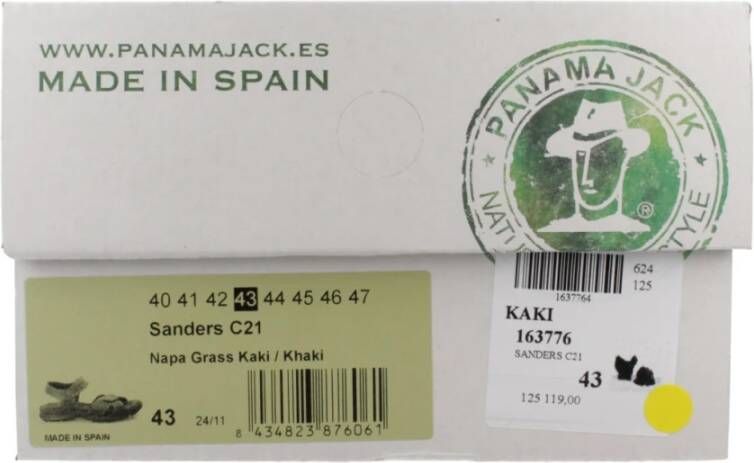 WWW.PANAMAJACK.ES
MADE IN SPAIN
PANAMA JACK
®
40 41 42 43 44 45 46 47
Sanders C21
Napa Grass Kaki / Khaki
43
24/11
8 434823 876061
MADE IN SPAIN
624
125
1637764
KAKI
163776
SANDERS C21
43
125 119,00